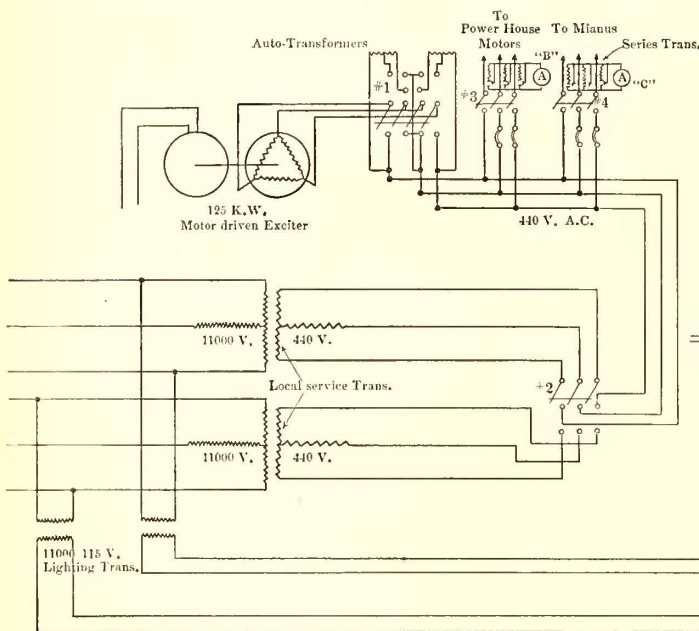 To
Power House
Motors
To Mianus
Auto-Transformers
Series Trans.
"B"
A
A
"C"
#1
#3
#4
125 K.W.
Motor driven Exciter
440 V. A.C.
11000 V.
440 V.
Local service Trans.
#2
11000 V.
440 V.
11000 115 V.
Lighting Trans.